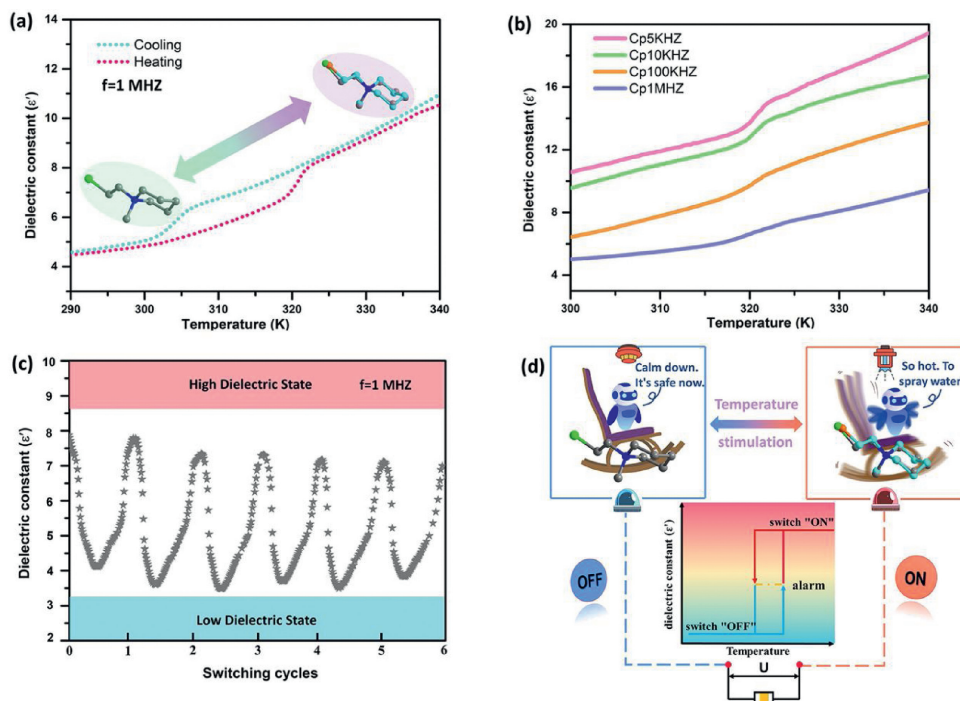 (a)
14
12
10
8
6
4
Dielectric constant (ε')
Cooling
Heating
f=1 MHZ
290
300
310
320
330
340
Temperature (K)
(b)
20
16
12
8
4
Dielectric constant (ε')
Cp5KHZ
Cp10KHZ
Cp100KHZ
Cp1MHZ
300
310
320
330
340
Temperature (K)
(c)
10
9
8
7
6
5
4
3
2
Dielectric constant (ε')
High Dielectric State
f=1 MHZ
Low Dielectric State
0
1
2
3
4
5
6
Switching cycles
(d)
Calm down.
It's safe now.
Temperature
stimulation
So hot. To
spray water
OFF
dielectric constant (ε')
switch "ON"
alarm
switch "OFF"
Temperature
ON
U